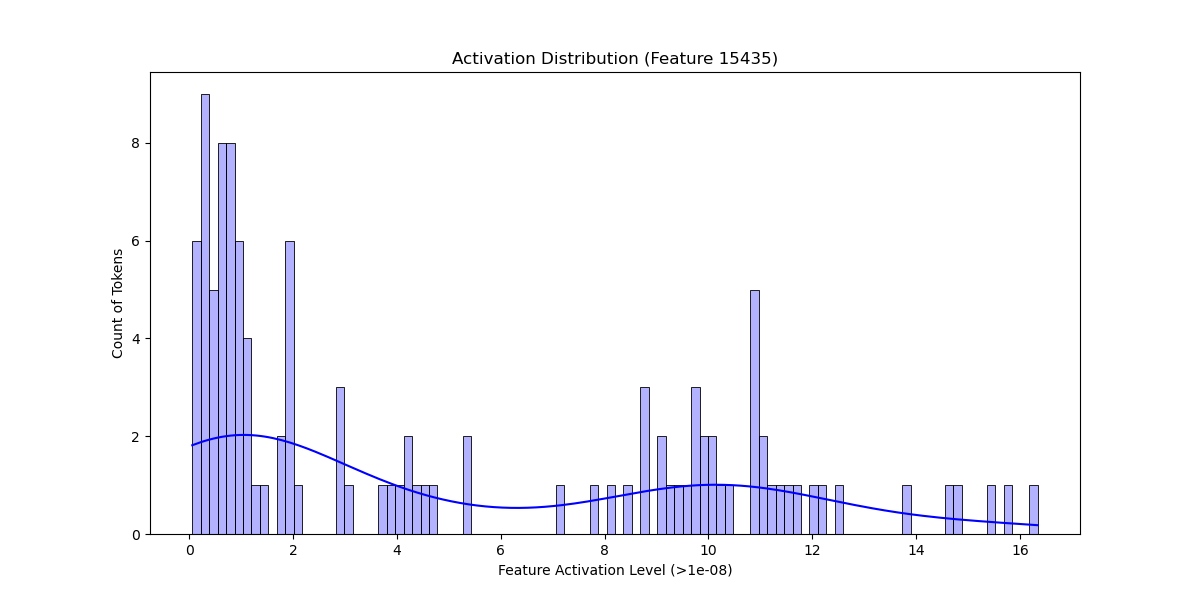 Activation Distribution (Feature 15435)
Count of Tokens
8
6
4
2
0
0 2 4 6 8 10 12 14 16
Feature Activation Level (>1e-08)